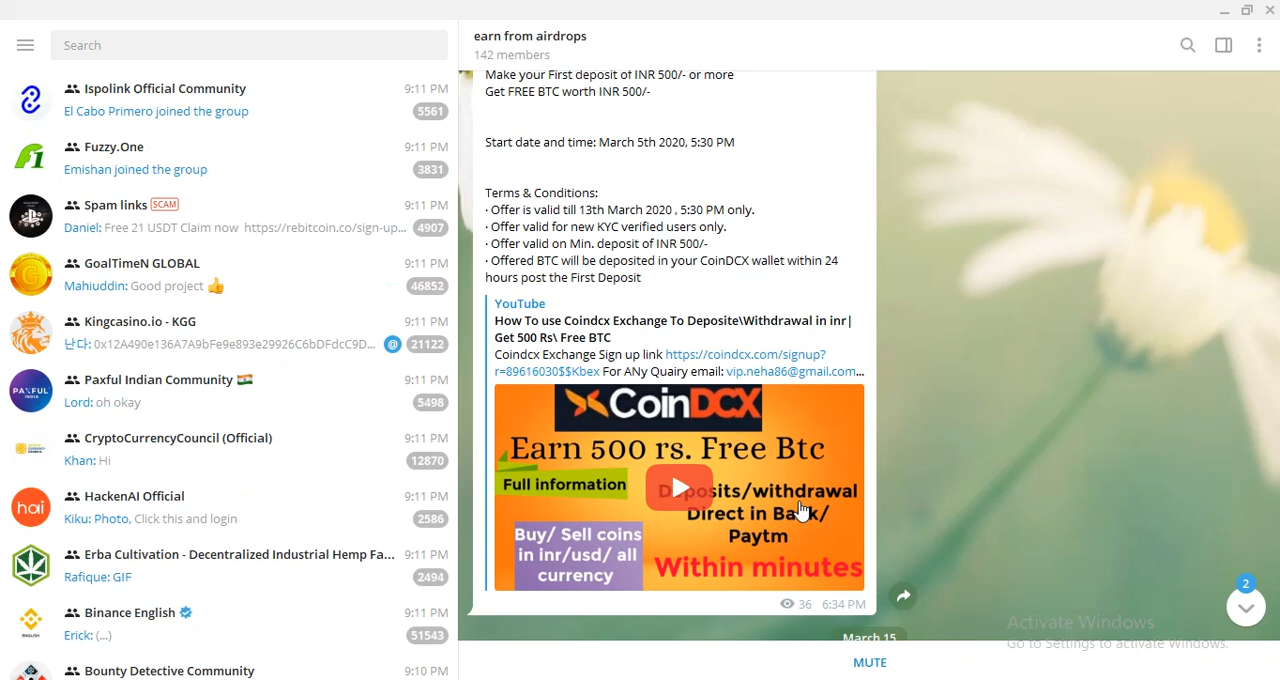 Search
Ispolink Official Community 9:11 PM
El Cabo Primero joined the group 5561
Fuzzy.One 9:11 PM
Emishan joined the group 3831
Spam links SCAM 9:11 PM
Daniel: Free 21 USDT Claim now https://rebitcoin.co/sign-up... 4907
GoalTimeN GLOBAL 9:11 PM
Mahiuddin: Good project 👍 46852
Kingcasino.io - KGG 9:11 PM
난다: 0x12A490e136A7A9bFe9e893e29926C6bDFdcC9D... @ 21122
PAXFUL
INDIA
Paxful Indian Community 🇮🇳 9:11 PM
Lord: oh okay 5498
CryptoCurrencyCouncil (Official) 9:11 PM
Khan: Hi 12870
hai
HackenAI Official 9:11 PM
Kiku: Photo, Click this and login 2586
Erba Cultivation - Decentralized Industrial Hemp Fa... 9:11 PM
Rafique: GIF 2494
Binance English 9:11 PM
Erick: (...) 51543
ENGLISH
Bounty Detective Community 9:10 PM
earn from airdrops
142 members
Make your First deposit of INR 500/- or more
Get FREE BTC worth INR 500/-
Start date and time: March 5th 2020, 5:30 PM
Terms & Conditions:
· Offer is valid till 13th March 2020 , 5:30 PM only.
· Offer valid for new KYC verified users only.
· Offer valid on Min. deposit of INR 500/-
· Offered BTC will be deposited in your CoinDCX wallet within 24
hours post the First Deposit
YouTube
How To use Coindcx Exchange To Deposite\Withdrawal in inr|
Get 500 Rs\ Free BTC
Coindcx Exchange Sign up link https://coindcx.com/signup?
r=89616030$$Kbex For ANy Quairy email: vip.neha86@gmail.com...
CoinDCX
Earn 500 rs. Free Btc
Full information
Deposits/withdrawal
Direct in Bank/
Paytm
Buy/ Sell coins
in inr/usd/ all
currency
Within minutes
36 6:34 PM
2
March 15
Activate Windows
Go to Settings to activate Windows.
MUTE